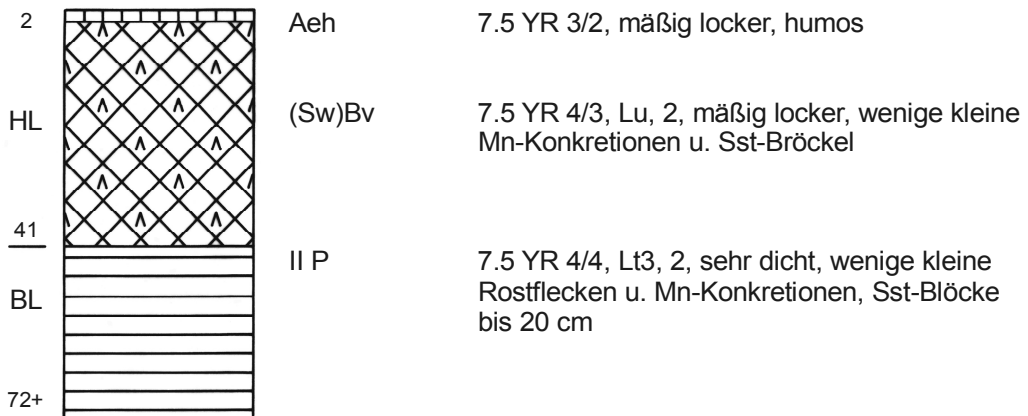 2 Aeh 7.5 YR 3/2, mäßig locker, humos
HL (Sw)Bv 7.5 YR 4/3, Lu, 2, mäßig locker, wenige kleine
Mn-Konkretionen u. Sst-Bröckel
41
II P 7.5 YR 4/4, Lt3, 2, sehr dicht, wenige kleine
BL Rostflecken u. Mn-Konkretionen, Sst-Blöcke
bis 20 cm
72+